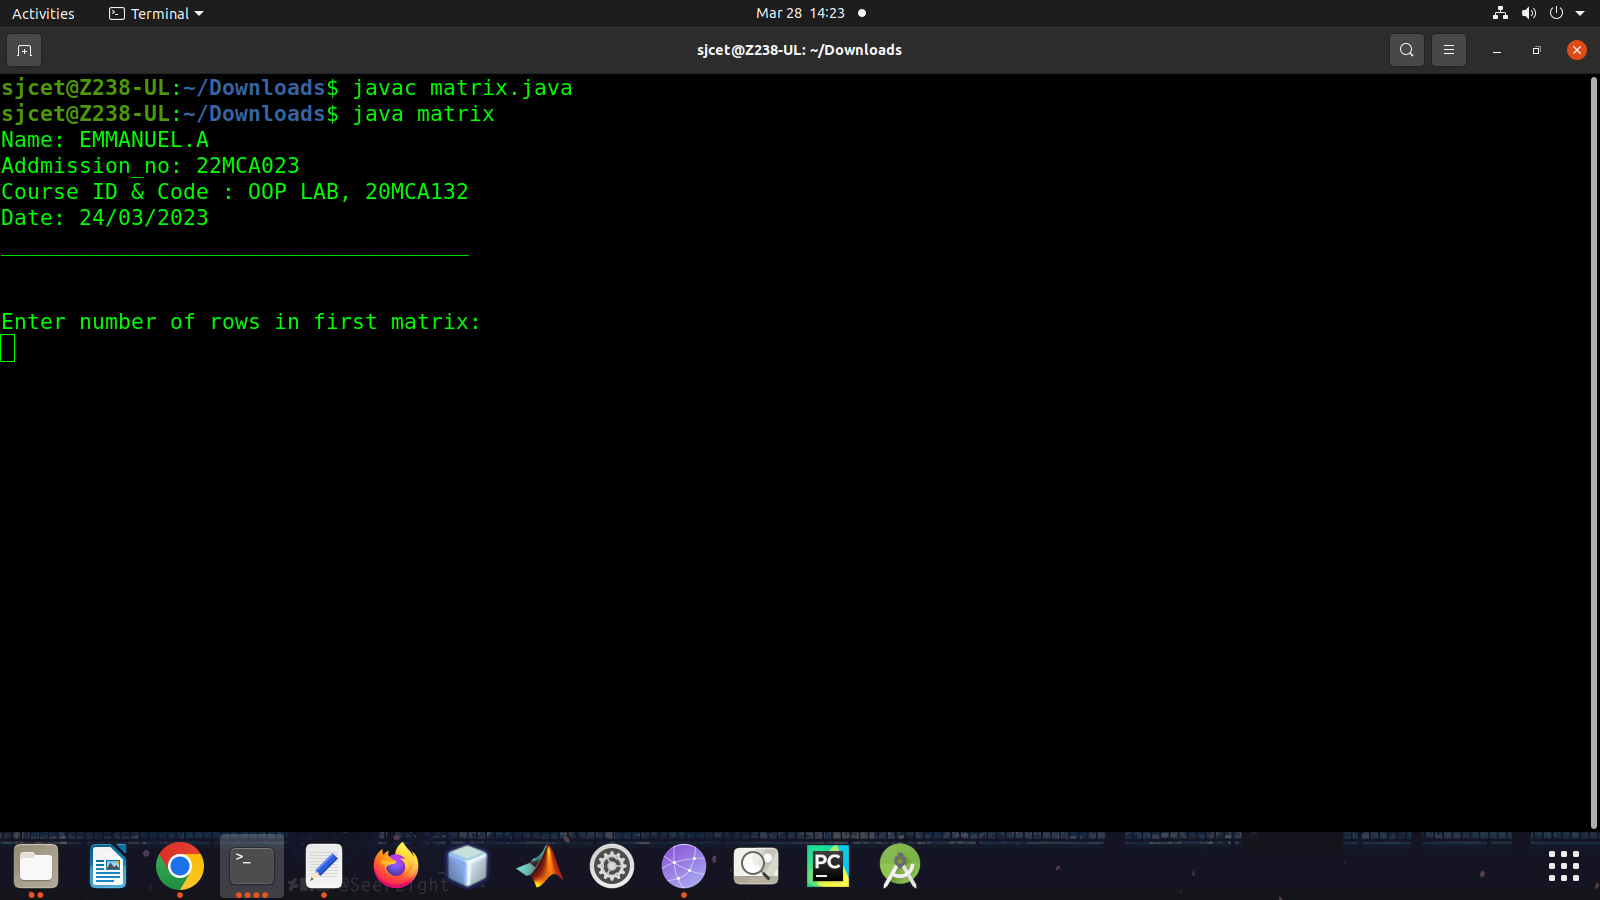 Activities
Terminal
Mar 28 14:23
sjcet@Z238-UL: ~/Downloads
sjcet@Z238-UL:~/Downloads$ javac matrix.java
sjcet@Z238-UL:~/Downloads$ java matrix
Name: EMMANUEL.A
Addmission_no: 22MCA023
Course ID & Code : OOP LAB, 20MCA132
Date: 24/03/2023
____________________________________
Enter number of rows in first matrix:
>_
PC